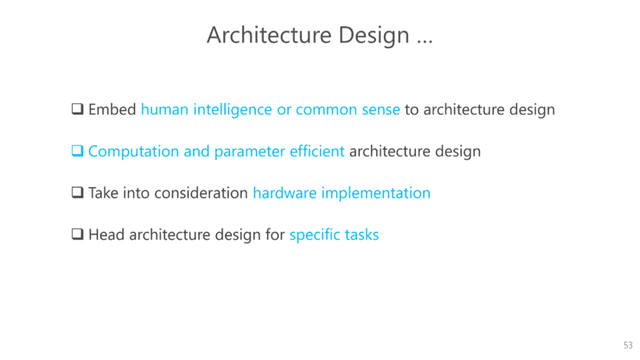 Architecture Design ...
❑ Embed human intelligence or common sense to architecture design
❑ Computation and parameter efficient architecture design
❑ Take into consideration hardware implementation
❑ Head architecture design for specific tasks
53